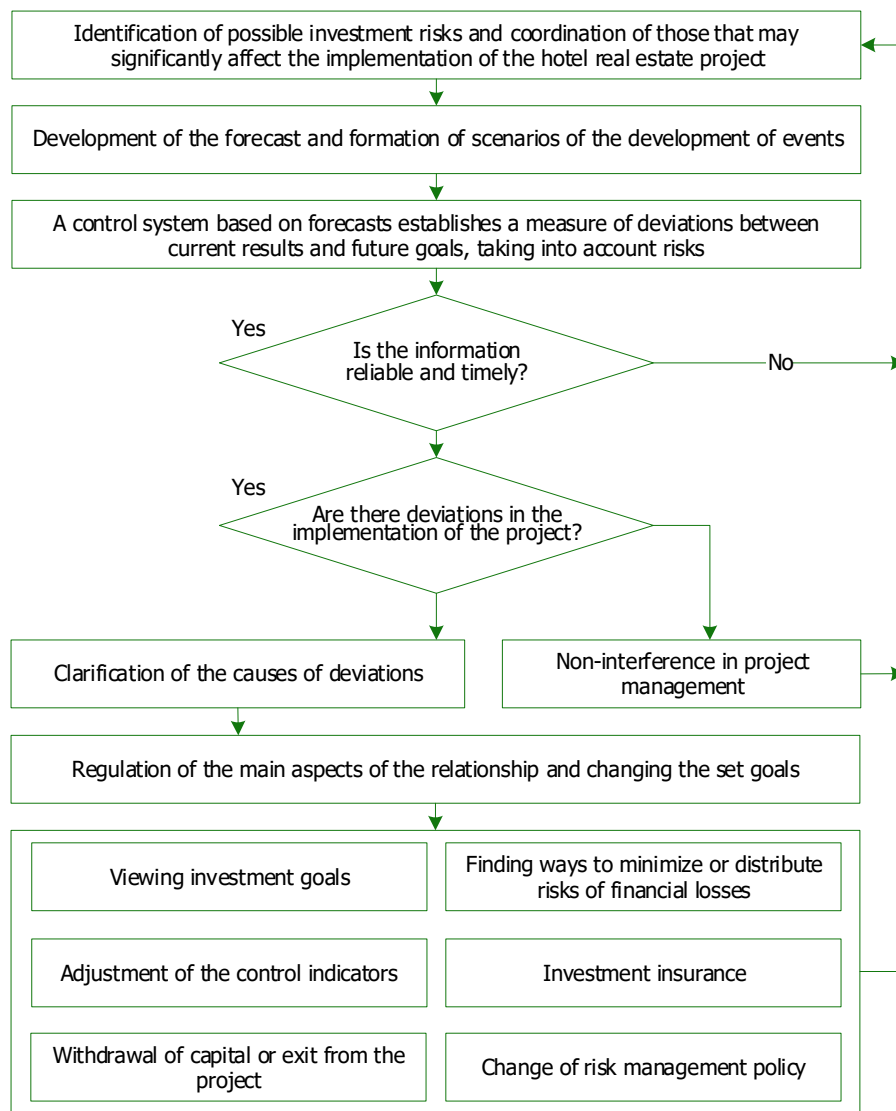 Identification of possible investment risks and coordination of those that may
significantly affect the implementation of the hotel real estate project
Development of the forecast and formation of scenarios of the development of events
A control system based on forecasts establishes a measure of deviations between
current results and future goals, taking into account risks
Yes
Is the information
reliable and timely?
No
Yes
Are there deviations in the
implementation of the project?
Clarification of the causes of deviations
Non-interference in project
management
Regulation of the main aspects of the relationship and changing the set goals
Viewing investment goals
Finding ways to minimize or distribute
risks of financial losses
Adjustment of the control indicators
Investment insurance
Withdrawal of capital or exit from the
project
Change of risk management policy